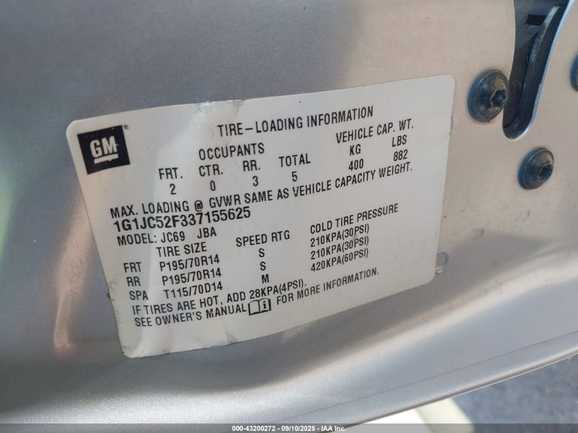 GM
TIRE-LOADING INFORMATION
OCCUPANTS VEHICLE CAP. WT.
FRT. CTR. RR. TOTAL KG LBS
2 0 3 5 400 882
MAX. LOADING @ GVWR SAME AS VEHICLE CAPACITY WEIGHT.
1G1JC52F337155625
MODEL: JC69 JBA
TIRE SIZE SPEED RTG COLD TIRE PRESSURE
FRT P195/70R14 S 210KPA(30PSI)
RR P195/70R14 S 210KPA(30PSI)
SPA T115/70D14 M 420KPA(60PSI)
IF TIRES ARE HOT, ADD 28KPA(4PSI).
SEE OWNER'S MANUAL i FOR MORE INFORMATION.
000-43200272 - 09/10/2025 - IAA Inc.